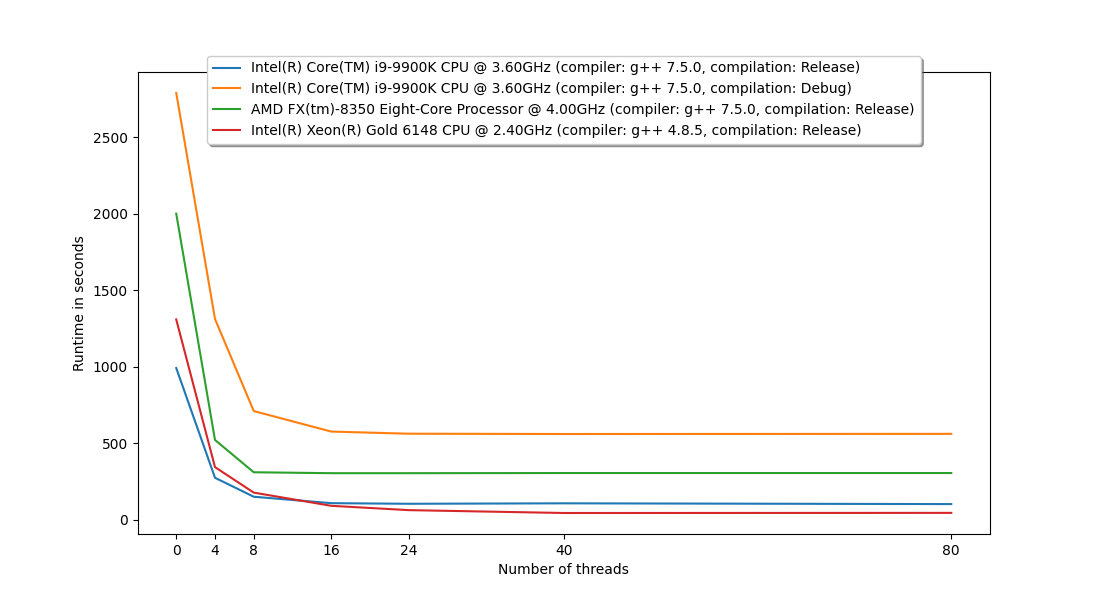 Intel(R) Core(TM) i9-9900K CPU @ 3.60GHz (compiler: g++ 7.5.0, compilation: Release)
Intel(R) Core(TM) i9-9900K CPU @ 3.60GHz (compiler: g++ 7.5.0, compilation: Debug)
AMD FX(tm)-8350 Eight-Core Processor @ 4.00GHz (compiler: g++ 7.5.0, compilation: Release)
Intel(R) Xeon(R) Gold 6148 CPU @ 2.40GHz (compiler: g++ 4.8.5, compilation: Release)
2500
2000
1500
1000
500
0
Runtime in seconds
0 4 8 16 24 40 80
Number of threads